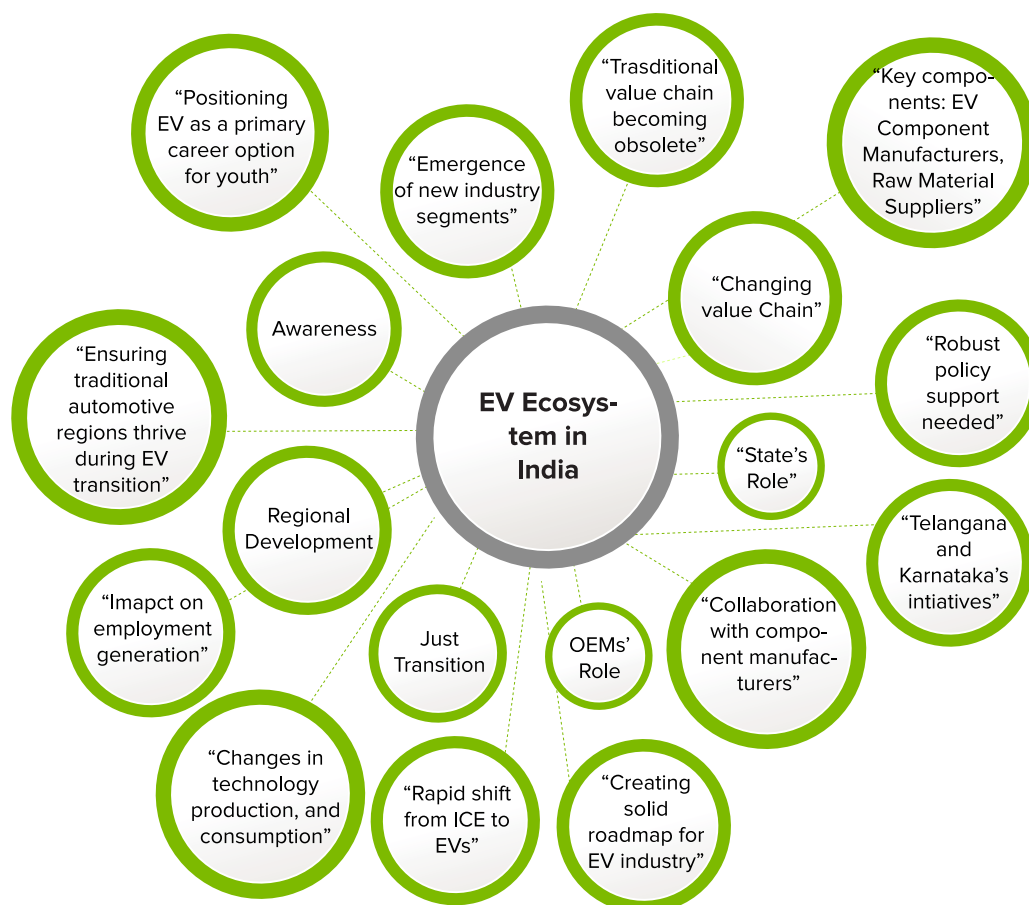 “Positioning
EV as a primary
career option
for youth”
“Emergence
of new industry
segments”
“Trasditional
value chain
becoming
obsolete”
“Key compo-
nents: EV
Component
Manufacturers,
Raw Material
Suppliers”
Awareness
“Changing
value Chain”
“Ensuring
traditional
automotive
regions thrive
during EV
transition”
EV Ecosys-
tem in
India
“Robust
policy
support
needed”
“State’s
Role”
Regional
Development
“Telangana
and
Karnataka’s
intiatives”
“Imapct on
employment
generation”
Just
Transition
OEMs’
Role
“Collaboration
with compo-
nent manufac-
turers”
“Changes in
technology
production, and
consumption”
“Rapid shift
from ICE to
EVs”
“Creating
solid
roadmap for
EV industry”